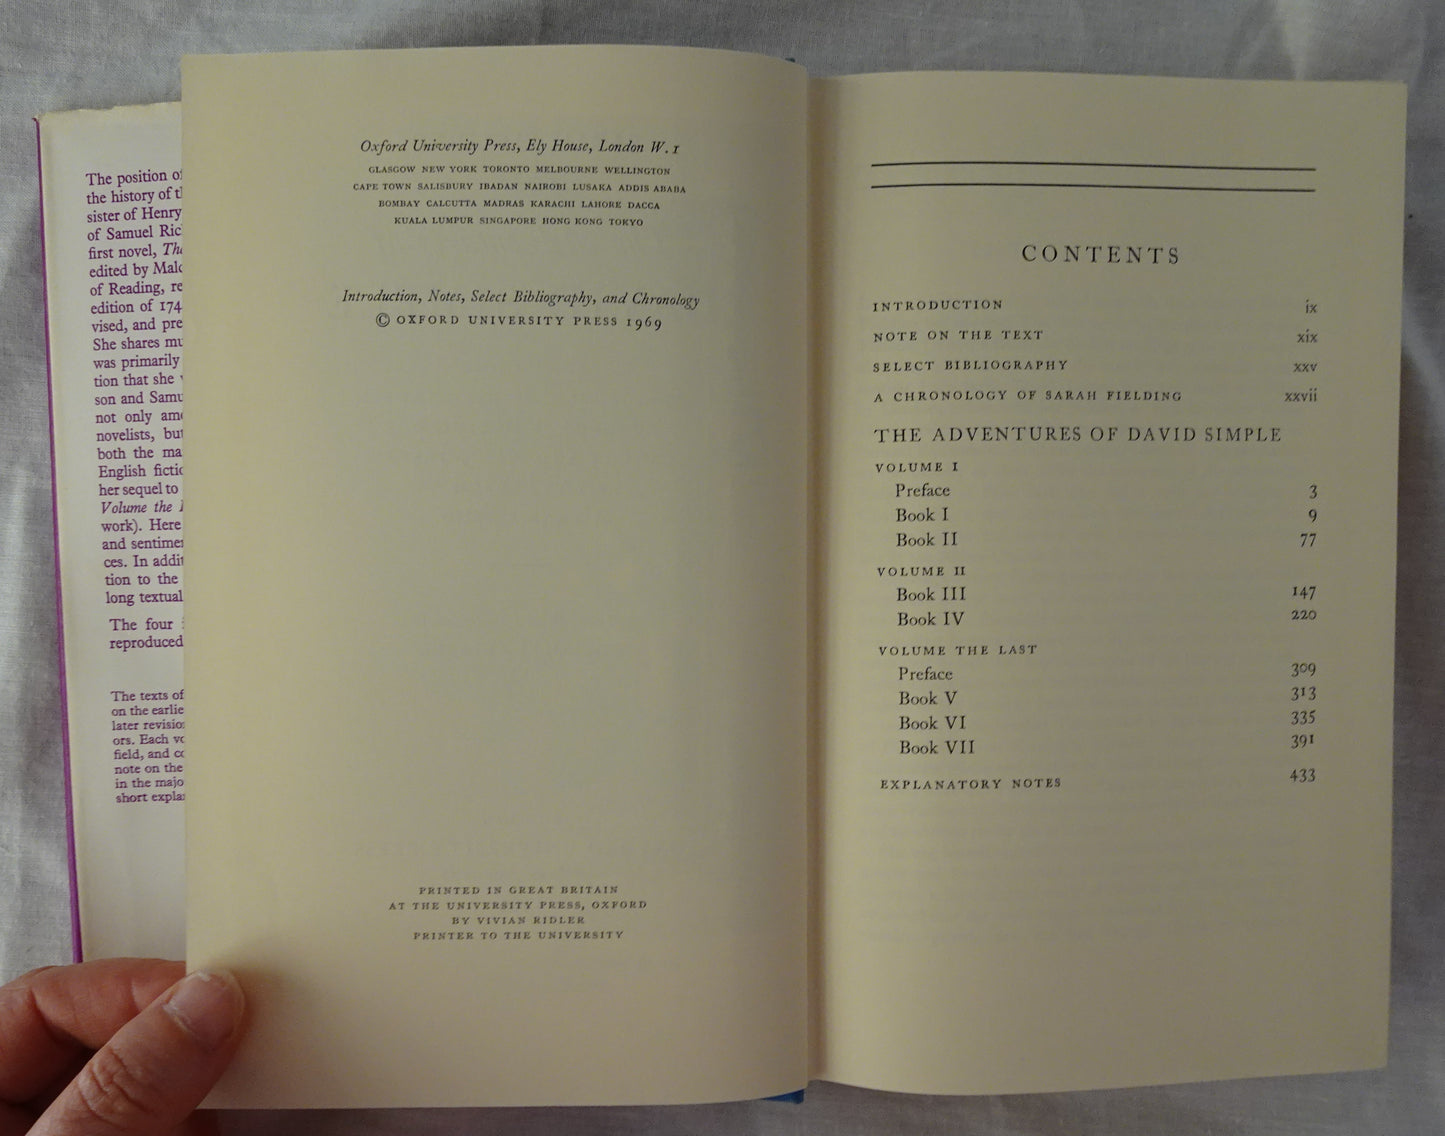 The position of
the history of t
sister of Henry
of Samuel Ric
first novel, The
edited by Malc
of Reading, re
edition of 174
vised, and pre
She shares mu
was primarily
tion that she
son and Samu
not only amo
novelists, but
both the ma
English fictio
her sequel to
Volume the
work). Here
and sentimen
ces. In addit
tion to the
long textual
The four
reproduced
The texts of
on the earlie
later revisio
ors. Each vo
field, and co
note on the
in the majo
short expla
Oxford University Press, Ely House, London W. 1
GLASGOW NEW YORK TORONTO MELBOURNE WELLINGTON
CAPE TOWN SALISBURY IBADAN NAIROBI LUSAKA ADDIS ABABA
BOMBAY CALCUTTA MADRAS KARACHI LAHORE DACCA
KUALA LUMPUR SINGAPORE HONG KONG TOKYO
Introduction, Notes, Select Bibliography, and Chronology
© OXFORD UNIVERSITY PRESS 1969
PRINTED IN GREAT BRITAIN
AT THE UNIVERSITY PRESS, OXFORD
BY VIVIAN RIDLER
PRINTER TO THE UNIVERSITY
CONTENTS
INTRODUCTION ix
NOTE ON THE TEXT xix
SELECT BIBLIOGRAPHY xxv
A CHRONOLOGY OF SARAH FIELDING xxvii
THE ADVENTURES OF DAVID SIMPLE
VOLUME I
Preface 3
Book I 9
Book II 77
VOLUME II
Book III 147
Book IV 220
VOLUME THE LAST
Preface 309
Book V 313
Book VI 335
Book VII 391
EXPLANATORY NOTES 433